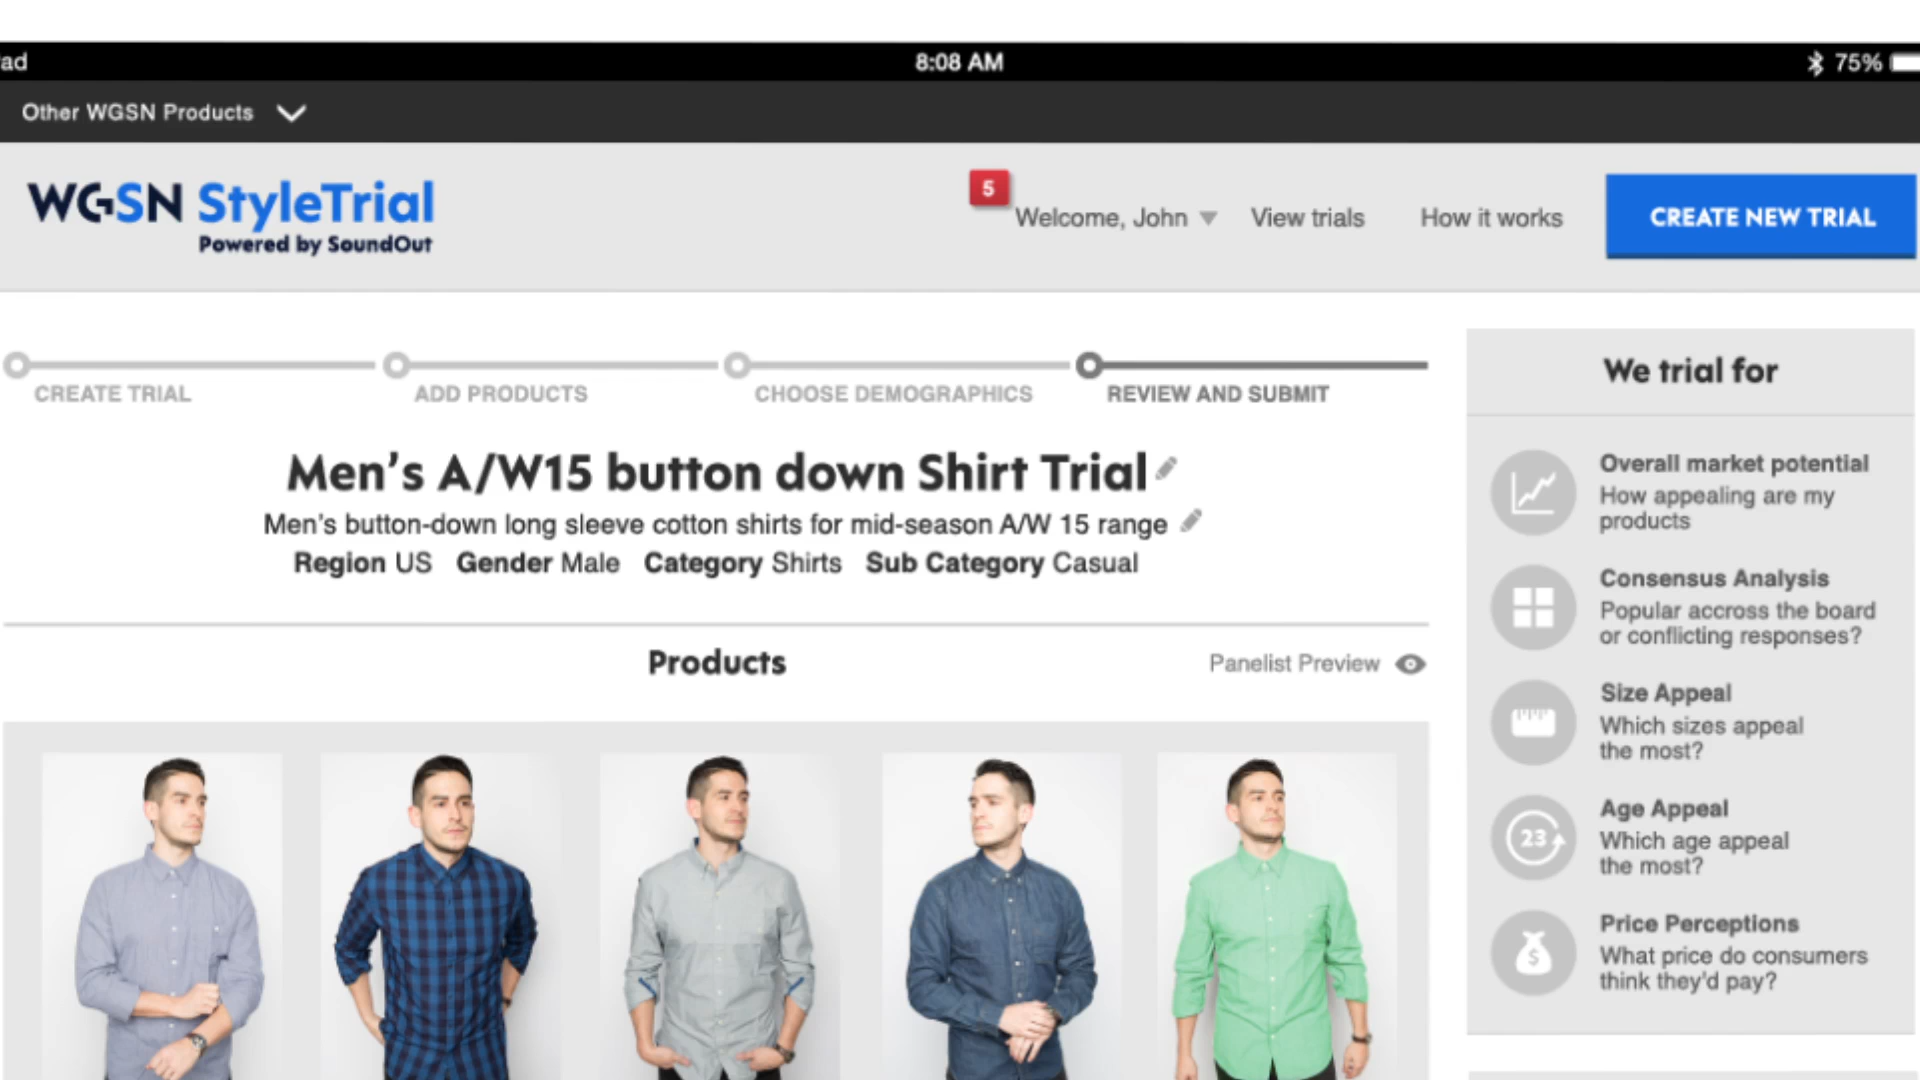 ad
8:08 AM
75%
Other WGSN Products
WGSN StyleTrial
Powered by SoundOut
5
Welcome, John
View trials
How it works
CREATE NEW TRIAL
CREATE TRIAL
ADD PRODUCTS
CHOOSE DEMOGRAPHICS
REVIEW AND SUBMIT
Men's A/W15 button down Shirt Trial
Men's button-down long sleeve cotton shirts for mid-season A/W 15 range
Region US Gender Male Category Shirts Sub Category Casual
Products
Panelist Preview
We trial for
Overall market potential
How appealing are my
products
Consensus Analysis
Popular accross the board
or conflicting responses?
Size Appeal
Which sizes appeal
the most?
23
Age Appeal
Which age appeal
the most?
$
Price Perceptions
What price do consumers
think they'd pay?